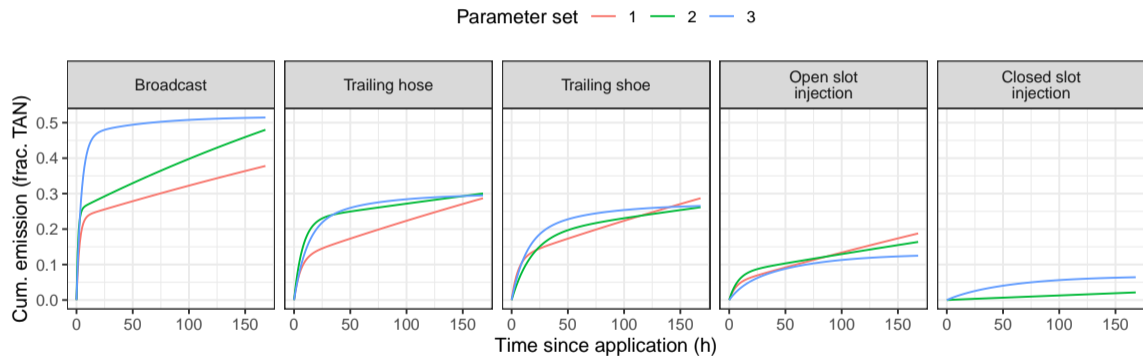 Parameter set 1 2 3
Broadcast
Trailing hose
Trailing shoe
Open slot
injection
Closed slot
injection
Cum. emission (frac. TAN)
0.5
0.4
0.3
0.2
0.1
0.0
0 50 100 150 0 50 100 150 0 50 100 150 0 50 100 150 0 50 100 150
Time since application (h)